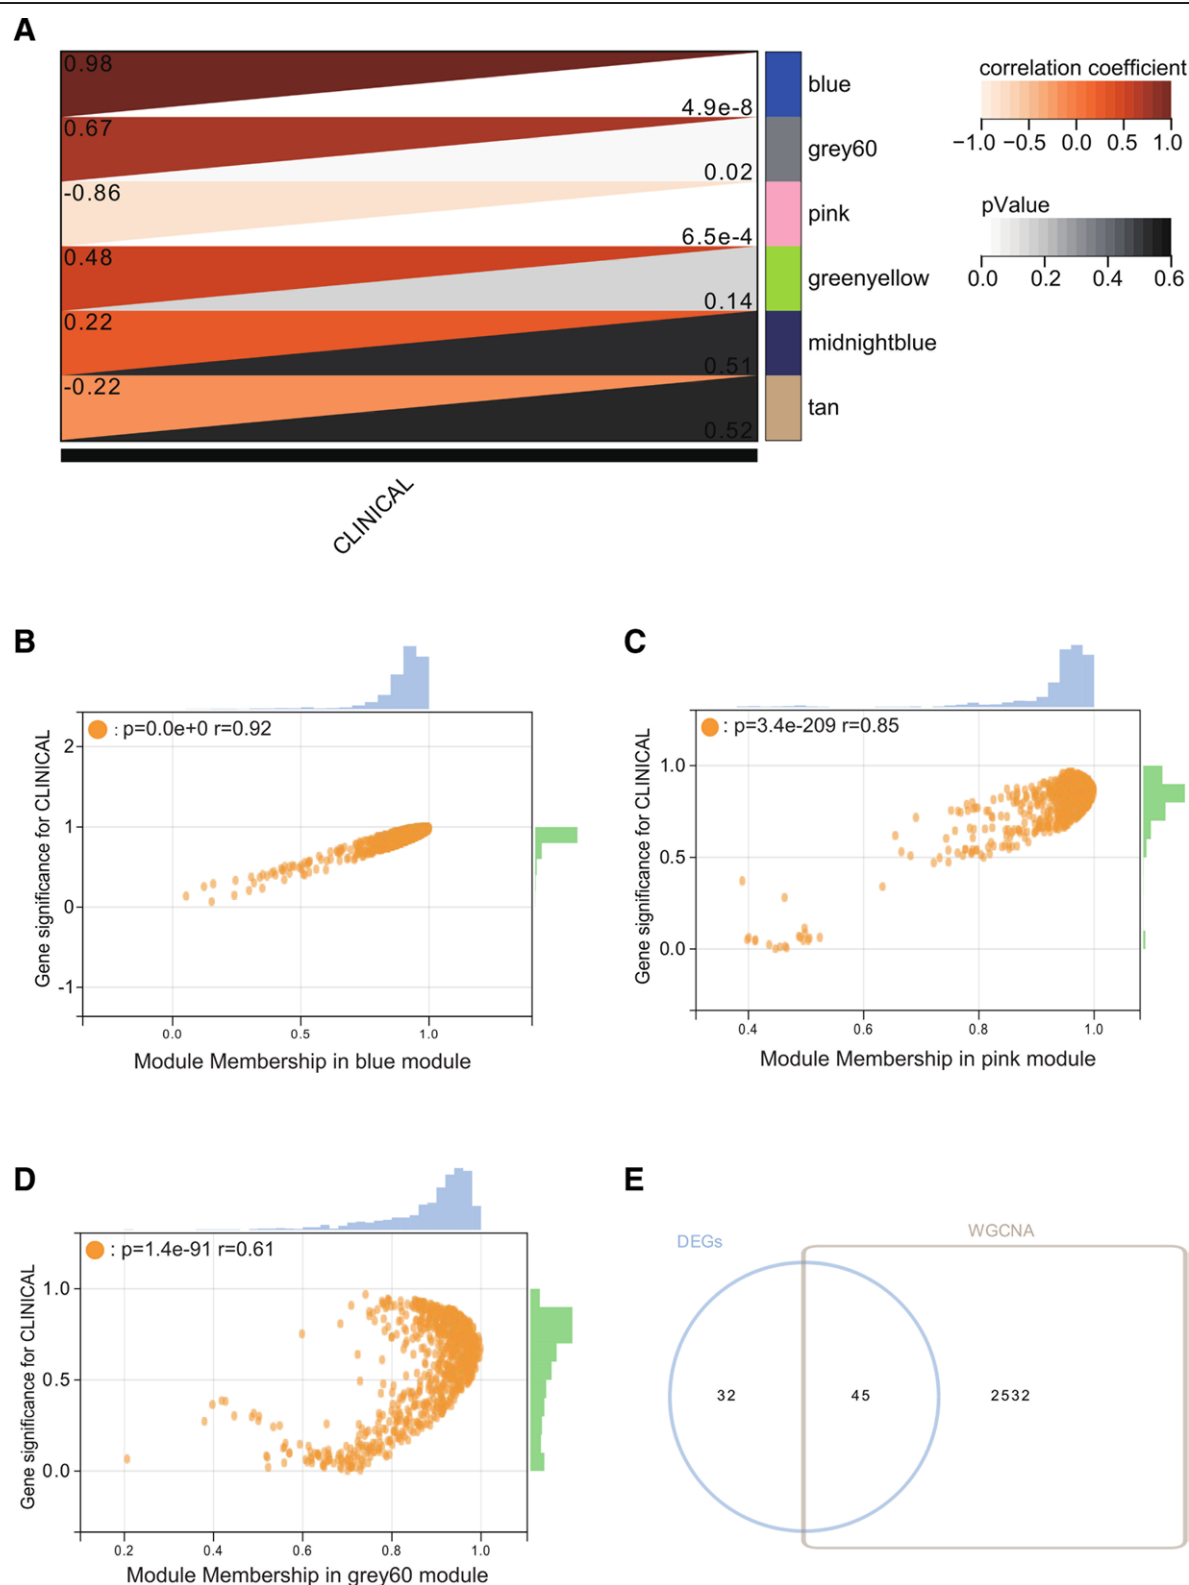 A
0.98
4.9e-8
blue
0.67
0.02
grey60
-0.86
6.5e-4
pink
0.48
0.14
greenyellow
0.22
0.51
midnightblue
-0.22
0.52
tan
CLINICAL
correlation coefficient
−1.0 −0.5 0.0 0.5 1.0
pValue
0.0 0.2 0.4 0.6
B
: p=0.0e+0 r=0.92
Gene significance for CLINICAL
2
1
0
-1
0.0 0.5 1.0
Module Membership in blue module
C
: p=3.4e-209 r=0.85
Gene significance for CLINICAL
1.0
0.5
0.0
0.4 0.6 0.8 1.0
Module Membership in pink module
D
: p=1.4e-91 r=0.61
Gene significance for CLINICAL
1.0
0.5
0.0
0.2 0.4 0.6 0.8 1.0
Module Membership in grey60 module
E
DEGs
WGCNA
32 45 2532